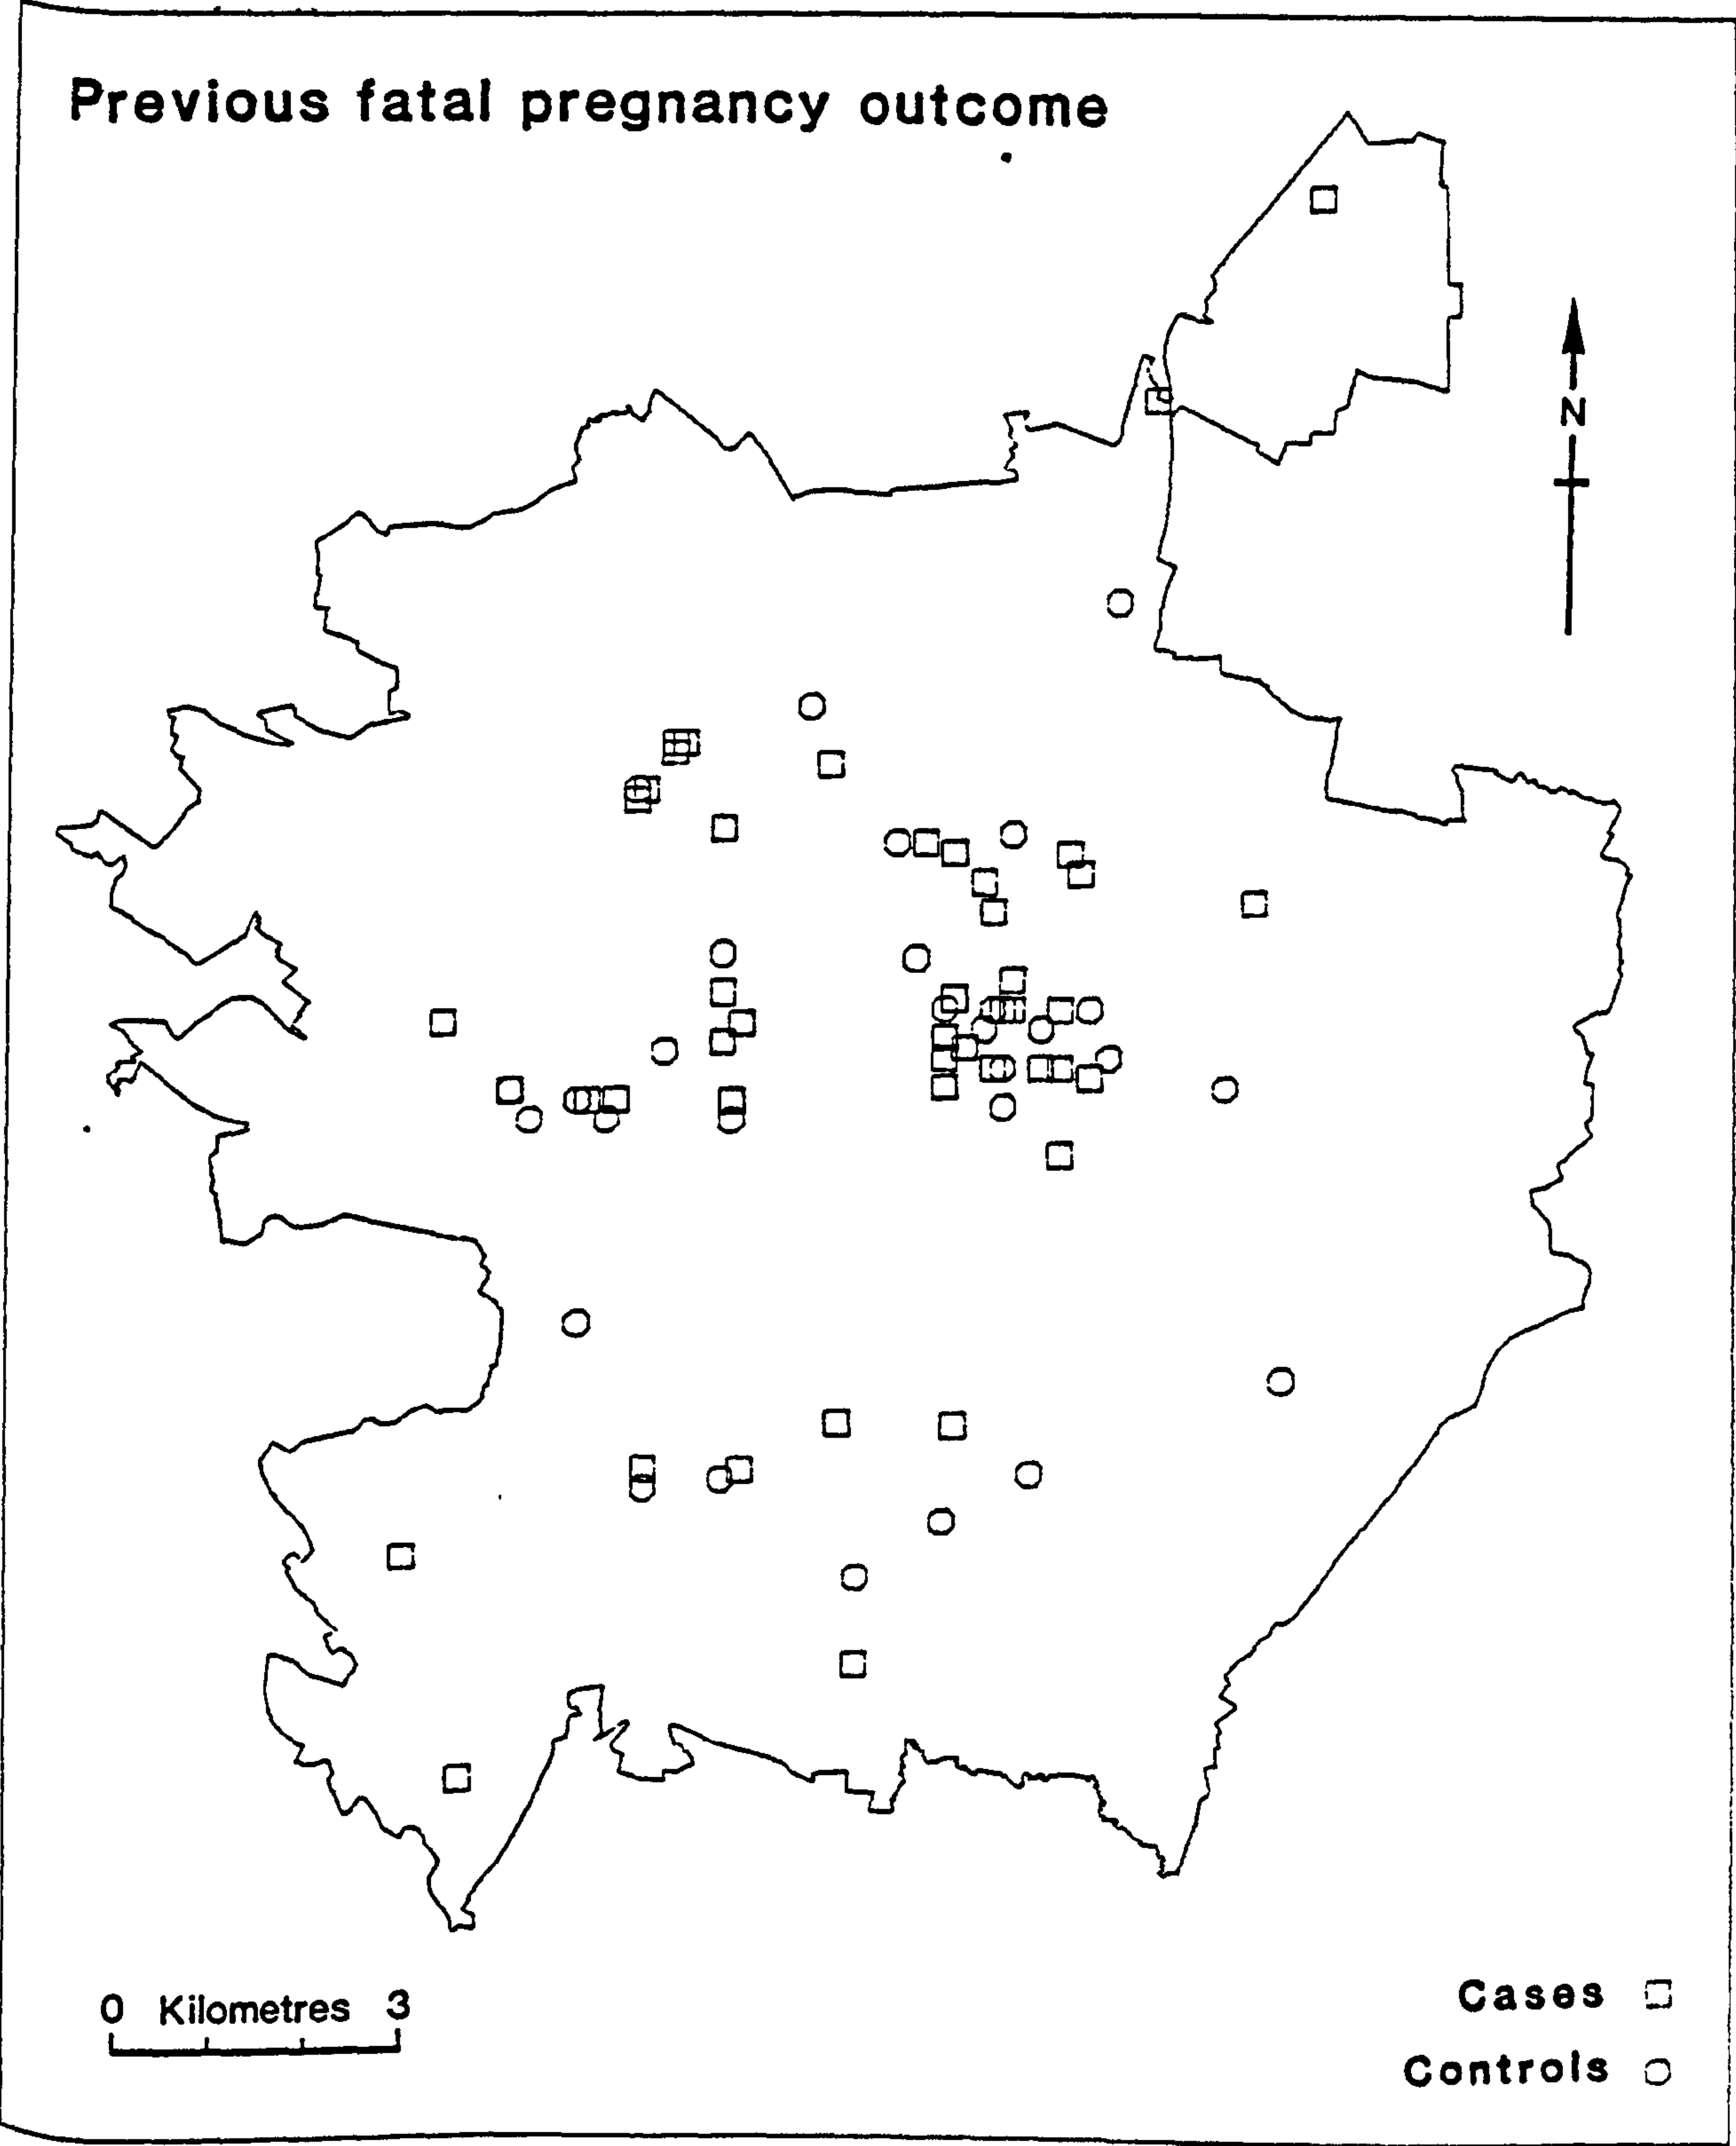 Previous fatal pregnancy outcome
N
0 Kilometres 3
Cases
Controls